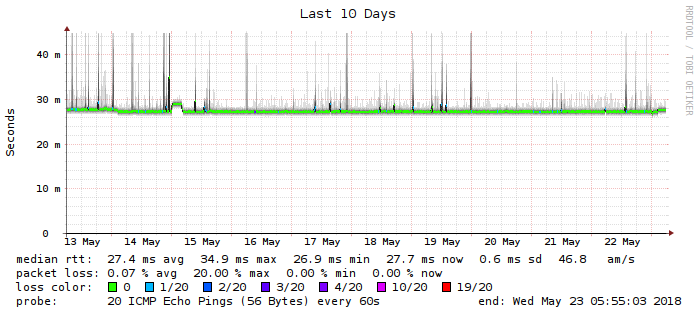 Last 10 Days
RRDTOOL / TOBI OETIKER
Seconds
40 m
30 m
20 m
10 m
0
13 May 14 May 15 May 16 May 17 May 18 May 19 May 20 May 21 May 22 May
median rtt: 27.4 ms avg 34.9 ms max 26.9 ms min 27.7 ms now 0.6 ms sd 46.8 am/s
packet loss: 0.07 % avg 20.00 % max 0.00 % min 0.00 % now
loss color: 0 1/20 2/20 3/20 4/20 10/20 19/20
probe: 20 ICMP Echo Pings (56 Bytes) every 60s end: Wed May 23 05:55:03 2018